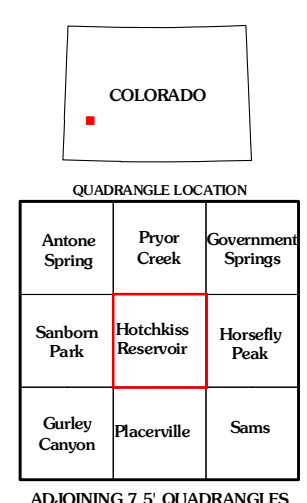 COLORADO
QUADRANGLE LOCATION
Antone Spring
Pryor Creek
Government Springs
Sanborn Park
Hotchkiss Reservoir
Horsefly Peak
Gurley Canyon
Placerville
Sams
ADJOINING 7.5' QUADRANGLES